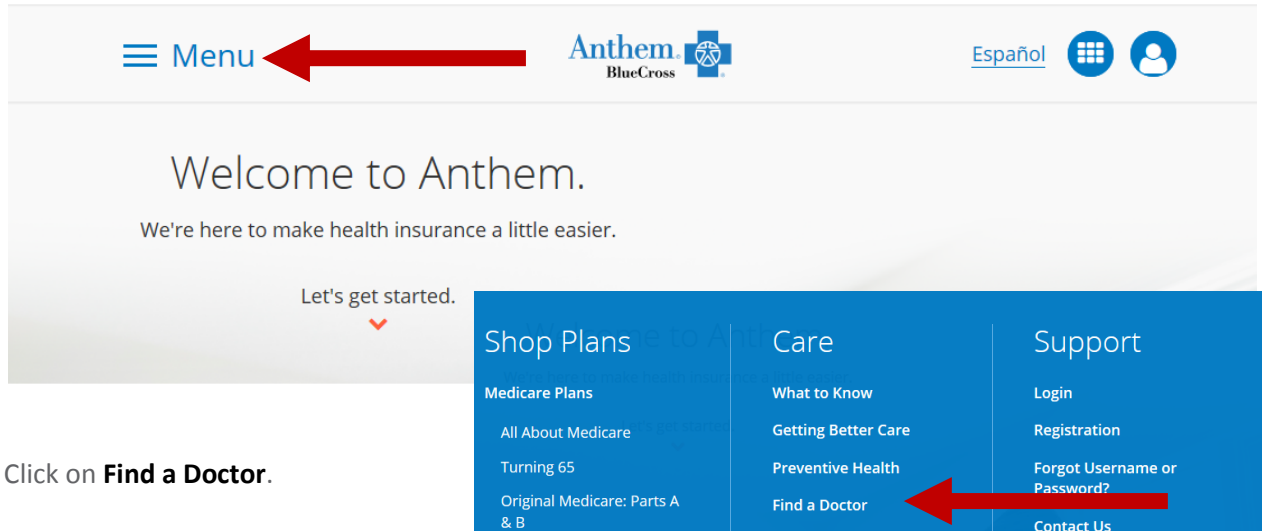 Menu
Anthem.
BlueCross
Español
Welcome to Anthem.
We're here to make health insurance a little easier.
Let's get started.
Click on Find a Doctor.
Shop Plans
Medicare Plans
All About Medicare
Turning 65
Original Medicare: Parts A
& B
Care
What to Know
Getting Better Care
Preventive Health
Find a Doctor
Support
Login
Registration
Forgot Username or
Password?
Contact Us